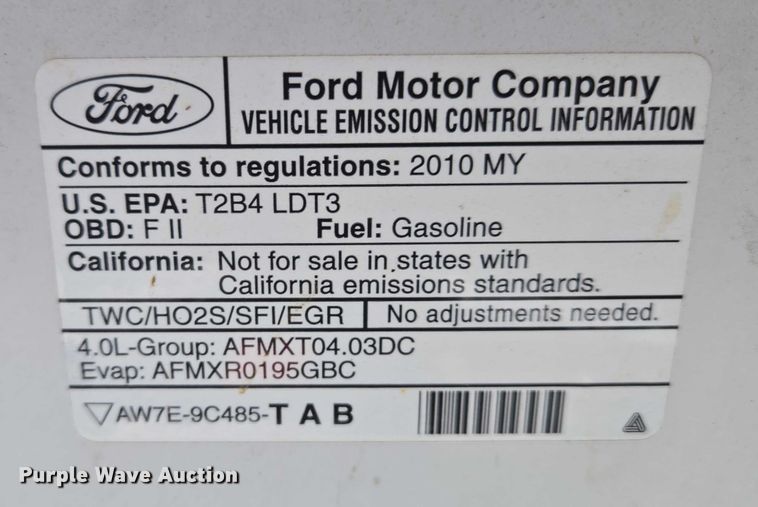 Ford
Ford Motor Company
VEHICLE EMISSION CONTROL INFORMATION
Conforms to regulations: 2010 MY
U.S. EPA: T2B4 LDT3
OBD: F II Fuel: Gasoline
California: Not for sale in states with
California emissions standards.
TWC/HO2S/SFI/EGR No adjustments needed.
4.0L-Group: AFMXT04.03DC
Evap: AFMXR0195GBC
AW7E-9C485-T A B
Purple Wave Auction